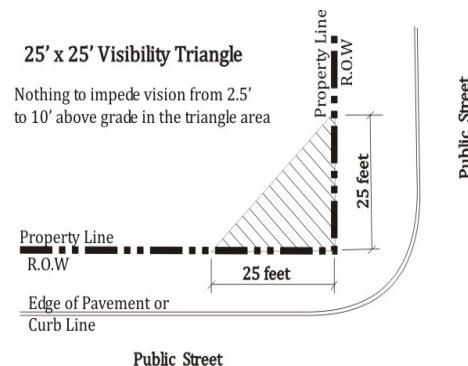 25' x 25' Visibility Triangle
Nothing to impede vision from 2.5'
to 10' above grade in the triangle area
Property Line
R.O.W
Public Street
25 feet
Property Line
R.O.W
25 feet
Edge of Pavement or
Curb Line
Public Street